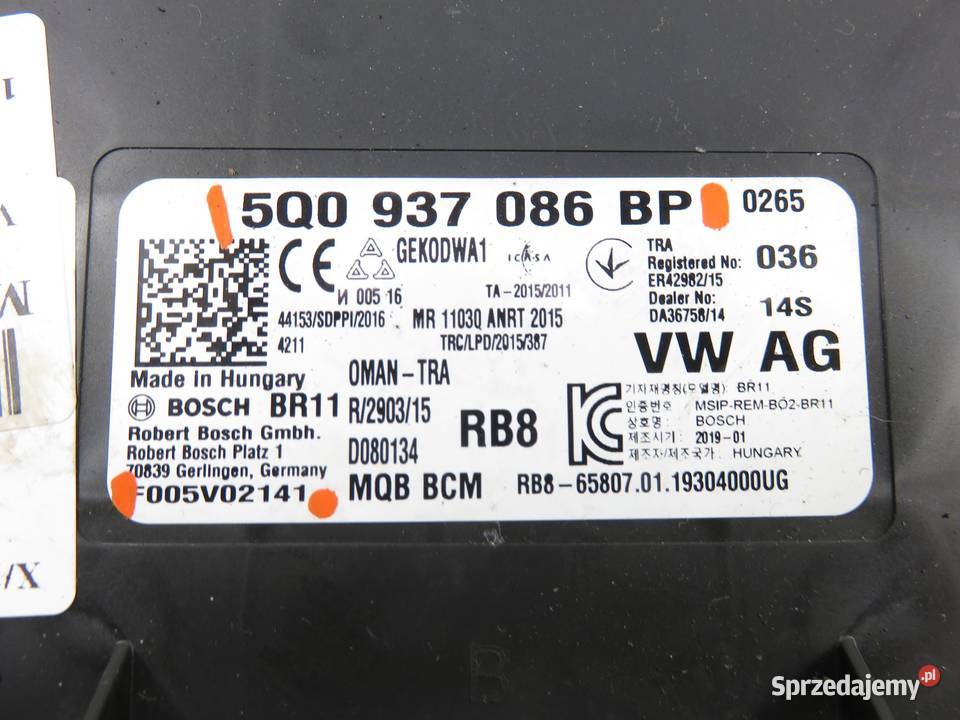 5Q0 937 086 BP 0265
CE GEKODWA1 ICASA TRA
Registered No: 036
ER42982/15
И 005 16 TA-2015/2011
Dealer No: 14S
DA36758/14
44153/SDPPI/2016 MR 1103Q ANRT 2015
4211 TRC/LPD/2015/387
VW AG
Made in Hungary OMAN-TRA
BOSCH BR11 R/2903/15 RB8
Robert Bosch Gmbh. D080134
Robert Bosch Platz 1
70839 Gerlingen, Germany
기자재명칭(모델명) BR11
인증번호 MSIP-REM-BO2-BR11
상호명 : BOSCH
제조시기 : 2019-01
제조자/제조국가 : HUNGARY
F005V02141 MQB BCM RB8-65807.01.19304000UG
1
V
M
X/
B
Sprzedajemy.pl